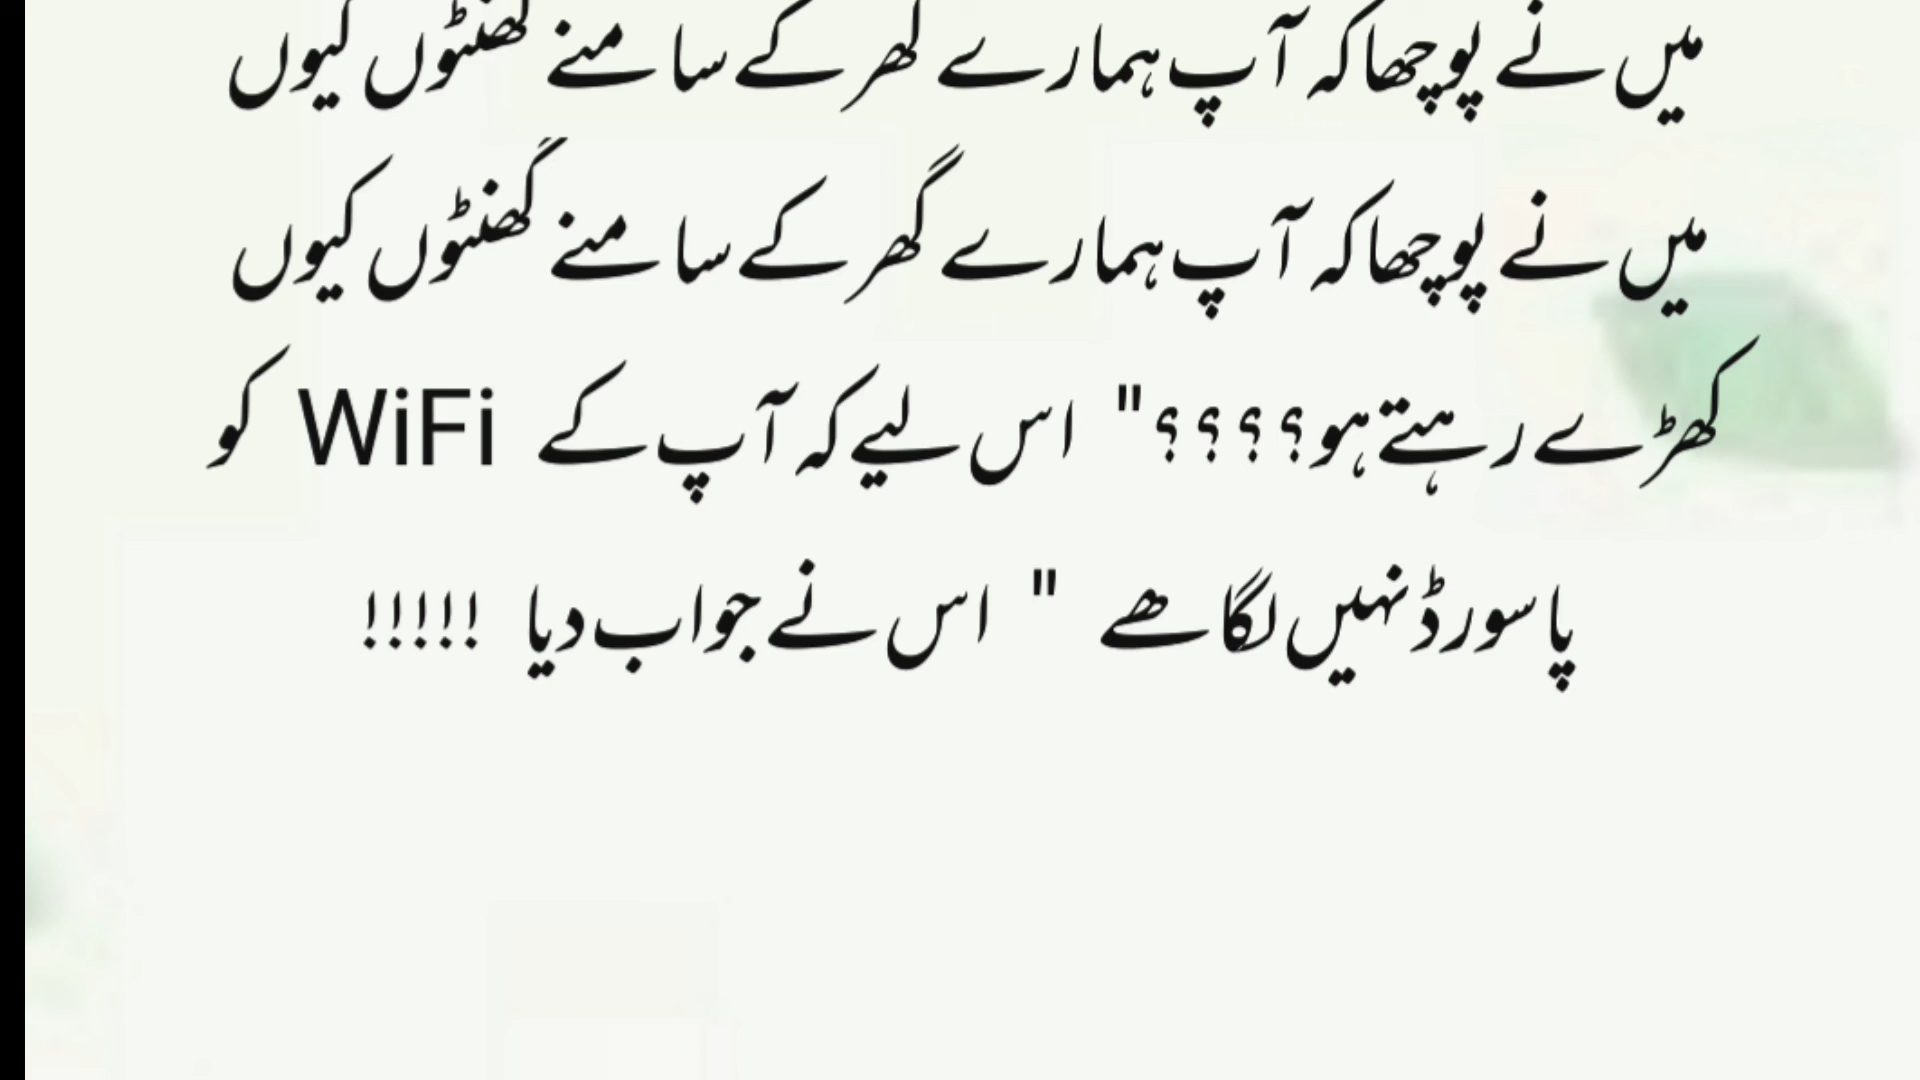 میں نے پوچھا کہ آپ ہمارے گھر کے سامنے گھنٹوں کیوں
میں نے پوچھا کہ آپ ہمارے گھر کے سامنے گھنٹوں کیوں
کھڑے رہتے ہو؟؟؟؟" اس لیے کہ آپ کے WiFi کو
پاسورڈ نہیں لگا ھے " اس نے جواب دیا !!!!!